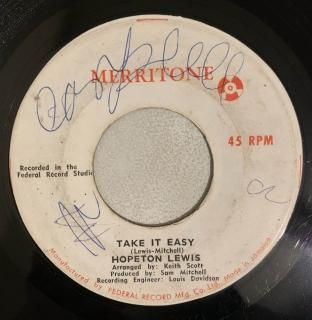 campbell
MERRITONE
45 RPM
Recorded in the
Federal Record Studio
TAKE IT EASY
(Lewis-Mitchell)
HOPETON LEWIS
Arranged by: Keith Scott
Produced by: Sam Mitchell
Recording Engineer: Louis Davidson
Manufactured by FEDERAL RECORD Mfg. Co. Ltd. Made in Jamaica